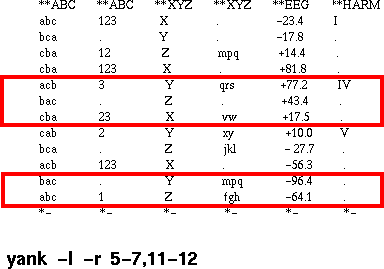 **ABC **ABC **XYZ **XYZ **EEG **HARM
abc 123 X . −23.4 I
bca . Y . −17.8 .
cba 12 Z mpq +14.4 .
cba 123 X . +81.8 .
acb 3 Y qrs +77.2 IV
bac . Z . +43.4 .
cba 23 X vw +17.5 .
cab 2 Y xy +10.0 V
bca . Z jkl − 27.7 .
acb 123 X . −56.3 .
bac . Y mpq −96.4 .
abc 1 Z fgh −64.1 .
*− *− *− *− *− *−
yank −l −r 5−7,11−12